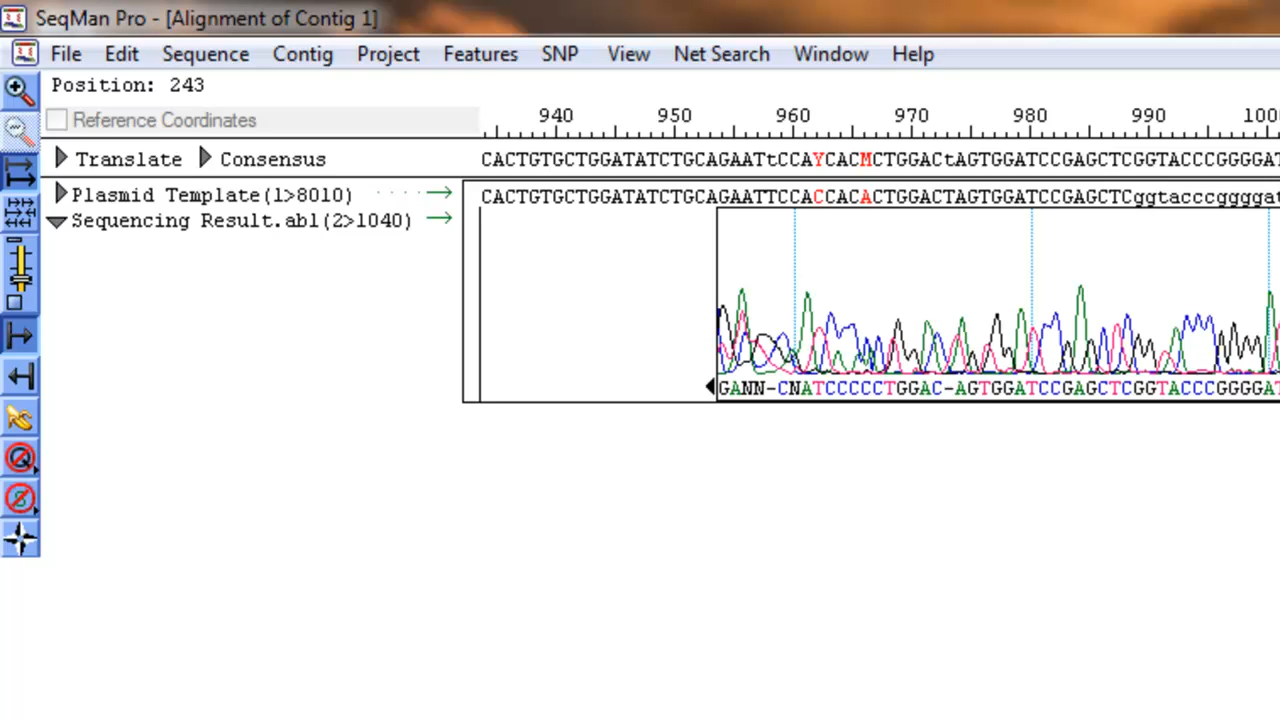 SeqMan Pro - [Alignment of Contig 1]
File Edit Sequence Contig Project Features SNP View Net Search Window Help
Position: 243
Reference Coordinates
940 950 960 970 980 990 1000
Translate Consensus CACTGTGCTGGATATCTGCAGAATtCCAYCACMCTGGACtAGTGGATCCGAGCTCGGTACCCGGGGAT
Plasmid Template(1>8010) CACTGTGCTGGATATCTGCAGAATTCCACCACACTGGACTAGTGGATCCGAGCTCggtacccggggat
Sequencing Result.ab1(2>1040)
GANN-CNATCCCCCTGGAC-AGTGGATCCGAGCTCGGTACCCGGGGAT